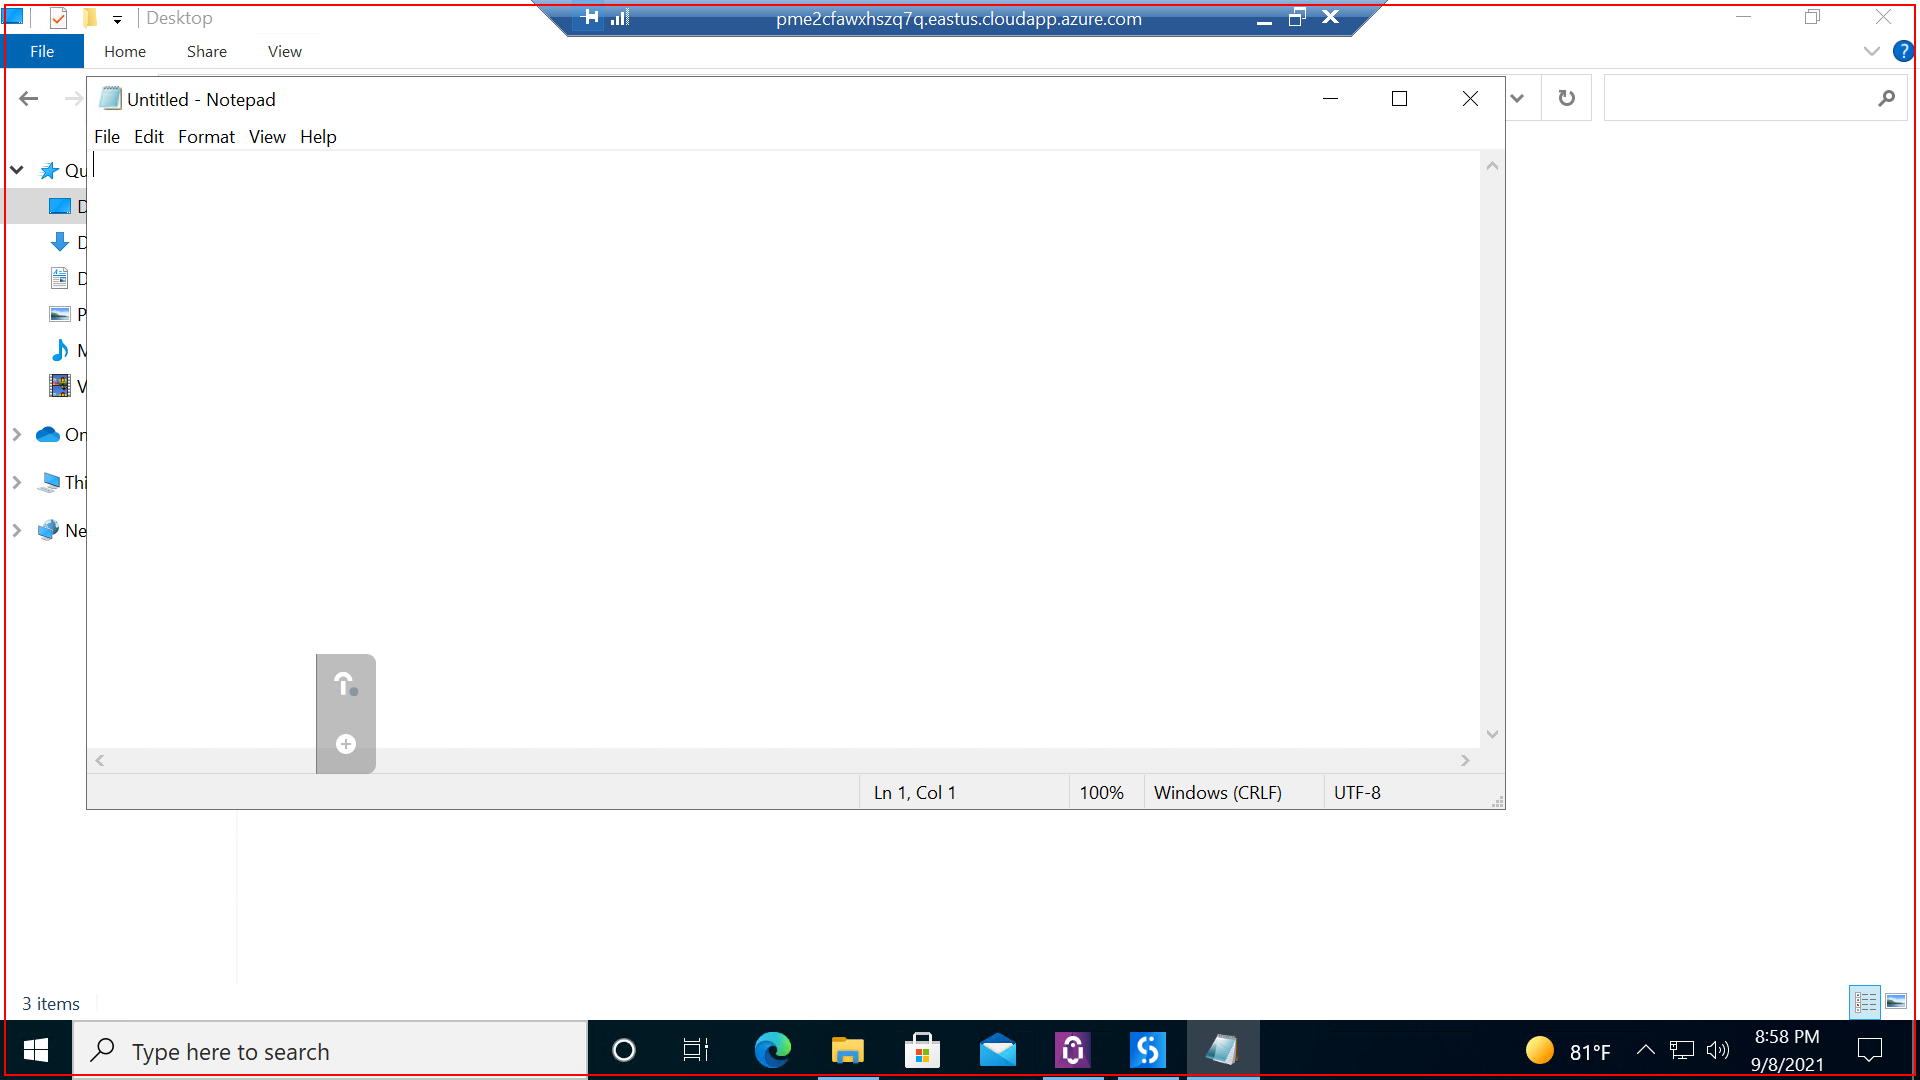 Desktop
pme2cfawxhszq7q.eastus.cloudapp.azure.com
File Home Share View
?
Untitled - Notepad
File Edit Format View Help
Qu
D
D
D
P
M
V
On
Thi
Ne
Ln 1, Col 1 100% Windows (CRLF) UTF-8
3 items
Type here to search
81°F
8:58 PM
9/8/2021